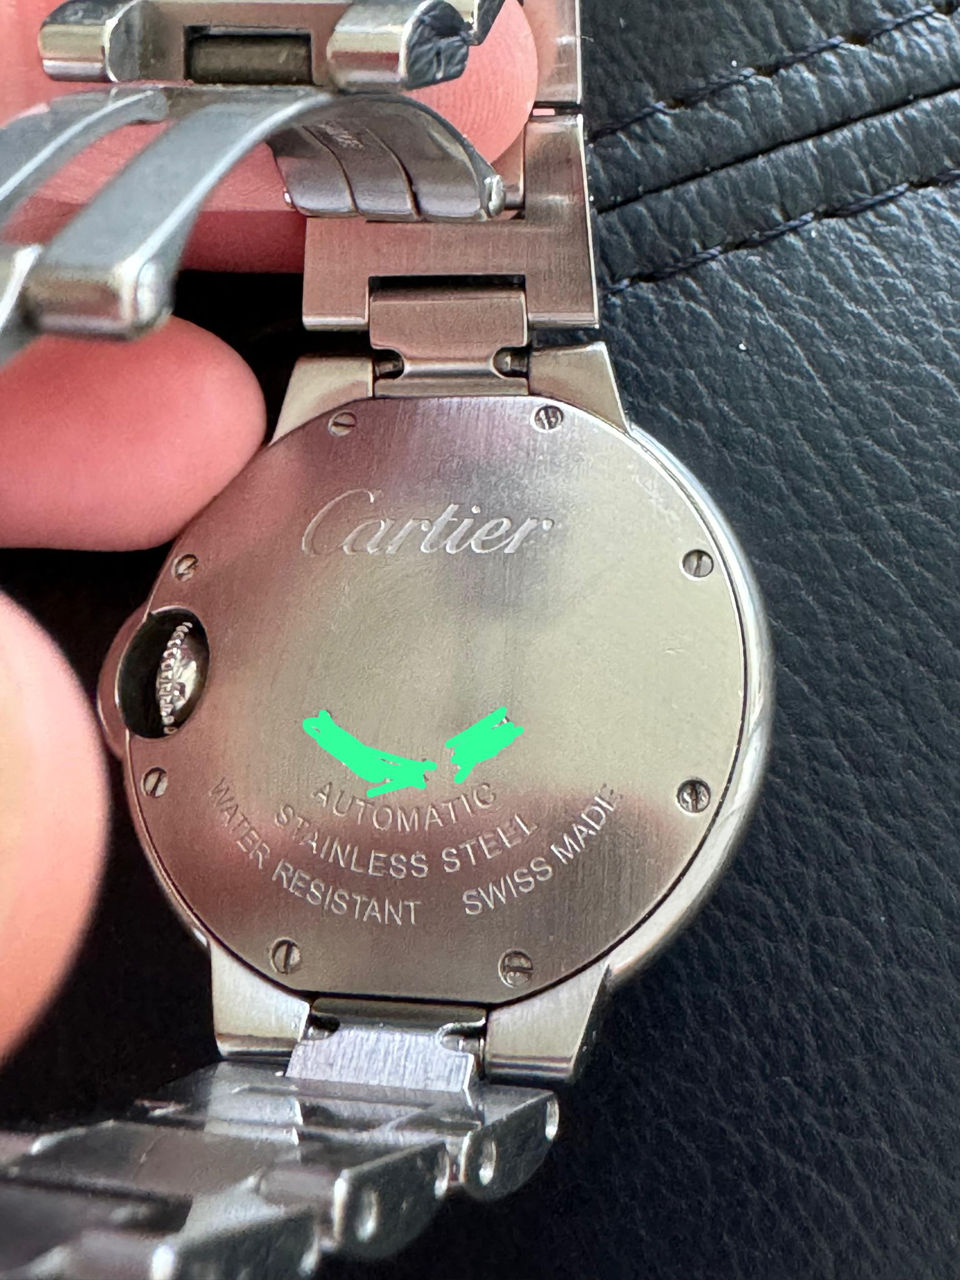 Cartier
AUTOMATIC
STAINLESS STEEL
WATER RESISTANT SWISS MADE